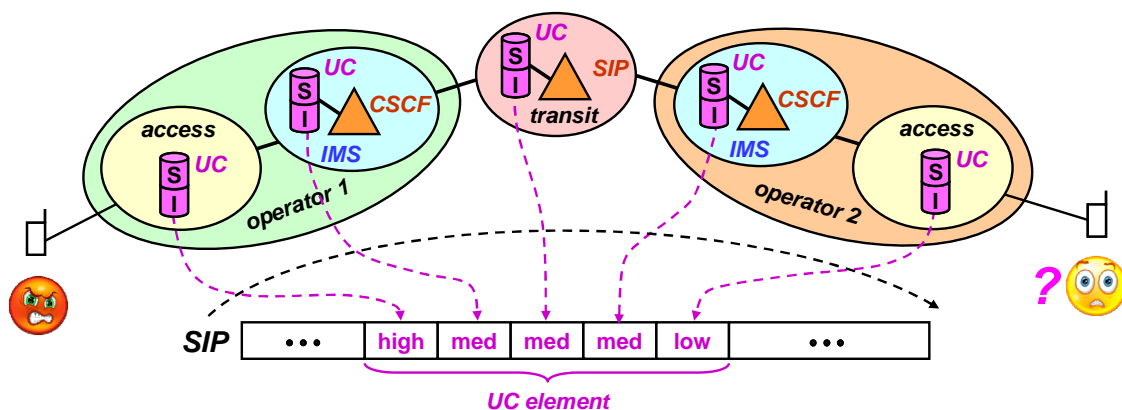 UC
S
I
SIP
transit
UC
S
I
CSCF
IMS
access
UC
S
I
operator 1
UC
S
I
CSCF
IMS
access
UC
S
I
operator 2
?
SIP
••• high med med med low •••
UC element